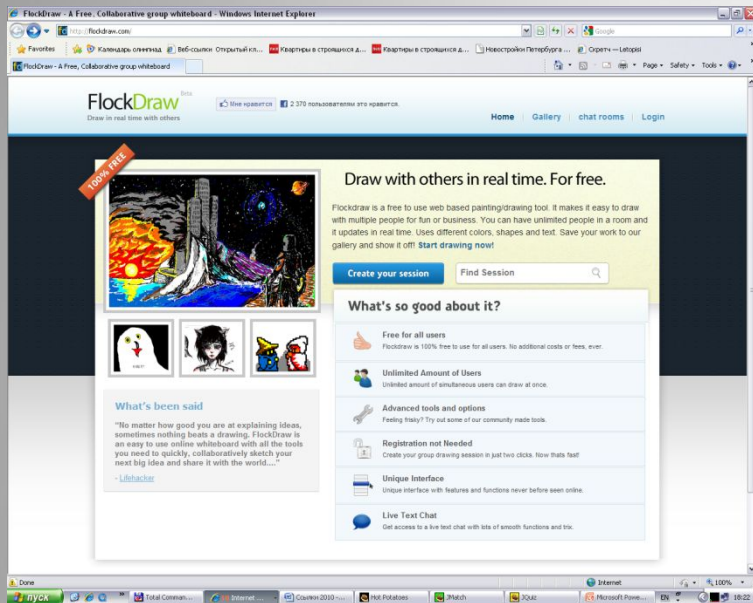 FlockDraw - A Free, Collaborative group whiteboard - Windows Internet Explorer
http://flockdraw.com/
Google
Favorites Календарь олимпиад Веб-ссылки Открытый кл... Квартиры в строящихся д... Квартиры в строящихся д... Новостройки Петербурга ... Скретч — Letopisi
FlockDraw - A Free, Collaborative group whiteboard
Page Safety Tools
Beta
FlockDraw
Draw in real time with others
Мне нравится 2 370 пользователям это нравится.
Home Gallery chat rooms Login
100% FREE
Draw with others in real time. For free.
Flockdraw is a free to use web based painting/drawing tool. It makes it easy to draw
with multiple people for fun or business. You can have unlimited people in a room and
it updates in real time. Uses different colors, shapes and text. Save your work to our
gallery and show it off! Start drawing now!
Create your session Find Session
What's so good about it?
Free for all users
Flockdraw is 100% free to use for all users. No additional costs or fees, ever.
Unlimited Amount of Users
Unlimited amount of simultaneous users can draw at once.
Advanced tools and options
Feeling frisky? Try out some of our community made tools.
Registration not Needed
Create your group drawing session in just two clicks. Now thats fast!
Unique Interface
Unique interface with features and functions never before seen online.
Live Text Chat
Get access to a live text chat with lots of smooth functions and trix.
What's been said
"No matter how good you are at explaining ideas,
sometimes nothing beats a drawing. FlockDraw is
an easy to use online whiteboard with all the tools
you need to quickly, collaboratively sketch your
next big idea and share it with the world...."
- Lifehacker
Done Internet 100%
пуск Total Comman... Internet ... Ссылки 2010 -... Hot Potatoes JMatch JQuiz Microsoft Powe... EN 18:22